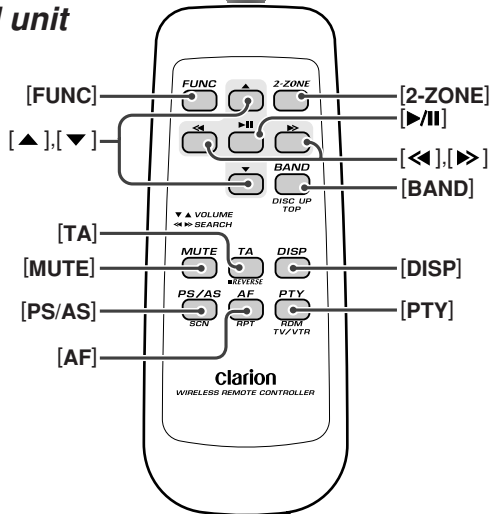 l unit
[FUNC]
[▲],[▼]
[TA]
[MUTE]
[PS/AS]
[AF]
[2-ZONE]
[►/II]
[◄◄],[►►]
[BAND]
[DISP]
[PTY]
FUNC ▲ 2-ZONE
◄◄ ►II ►►
▼ BAND
DISC UP
TOP
▼ ▲ VOLUME
◄◄ ►► SEARCH
MUTE TA DISP
■REVERSE
PS/AS AF PTY
SCN RPT RDM
TV/VTR
clarion
WIRELESS REMOTE CONTROLLER